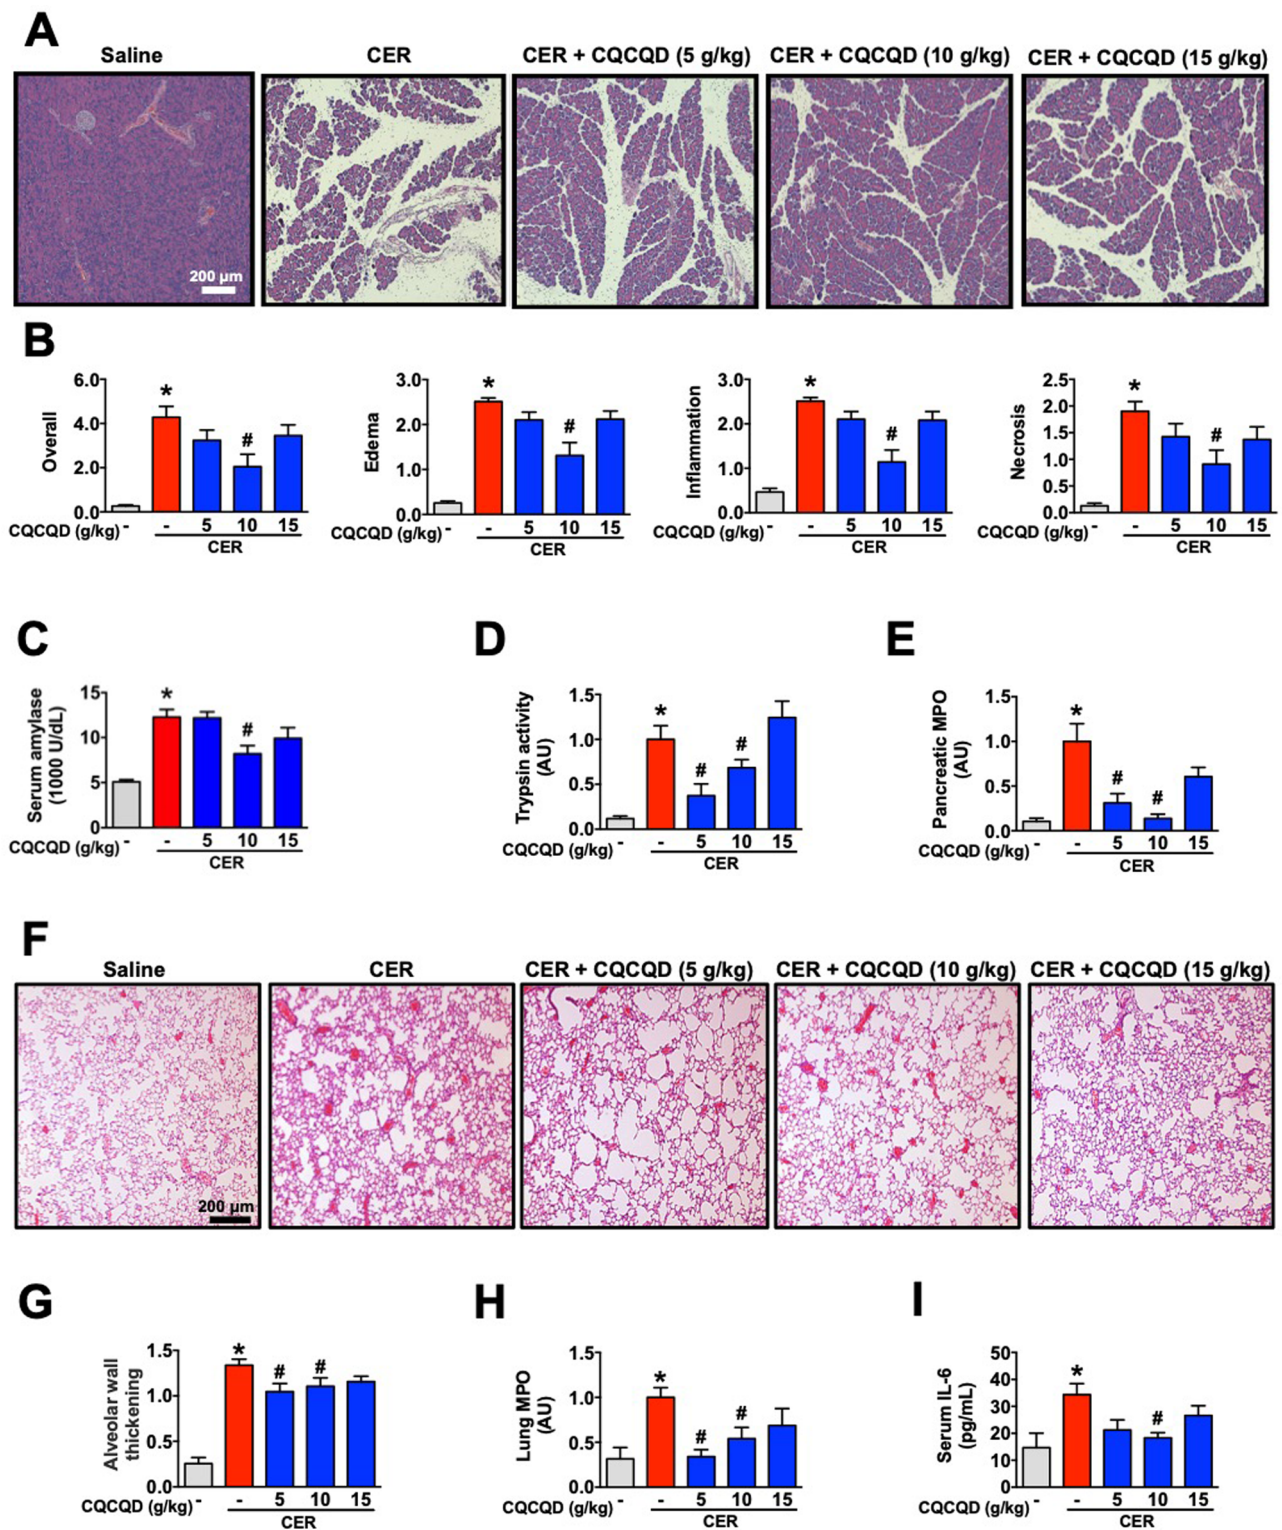 A
Saline CER CER + CQCQD (5 g/kg) CER + CQCQD (10 g/kg) CER + CQCQD (15 g/kg)
200 µm
B
Overall
6.0
4.0
2.0
0.0
* #
CQCQD (g/kg) - - 5 10 15
CER
Edema
3.0
2.0
1.0
0.0
* #
CQCQD (g/kg) - - 5 10 15
CER
Inflammation
3.0
2.0
1.0
0.0
* #
CQCQD (g/kg) - - 5 10 15
CER
Necrosis
2.5
2.0
1.5
1.0
0.5
0.0
* #
CQCQD (g/kg) - - 5 10 15
CER
C
Serum amylase
(1000 U/dL)
15
10
5
0
* #
CQCQD (g/kg) - - 5 10 15
CER
D
Trypsin activity
(AU)
1.5
1.0
0.5
0.0
* # #
CQCQD (g/kg) - - 5 10 15
CER
E
Pancreatic MPO
(AU)
1.5
1.0
0.5
0.0
* # #
CQCQD (g/kg) - - 5 10 15
CER
F
Saline CER CER + CQCQD (5 g/kg) CER + CQCQD (10 g/kg) CER + CQCQD (15 g/kg)
200 µm
G
Alveolar wall
thickening
1.5
1.0
0.5
0.0
* # #
CQCQD (g/kg) - - 5 10 15
CER
H
Lung MPO
(AU)
1.5
1.0
0.5
0.0
* # #
CQCQD (g/kg) - - 5 10 15
CER
I
Serum IL-6
(pg/mL)
50
40
30
20
10
0
* #
CQCQD (g/kg) - - 5 10 15
CER